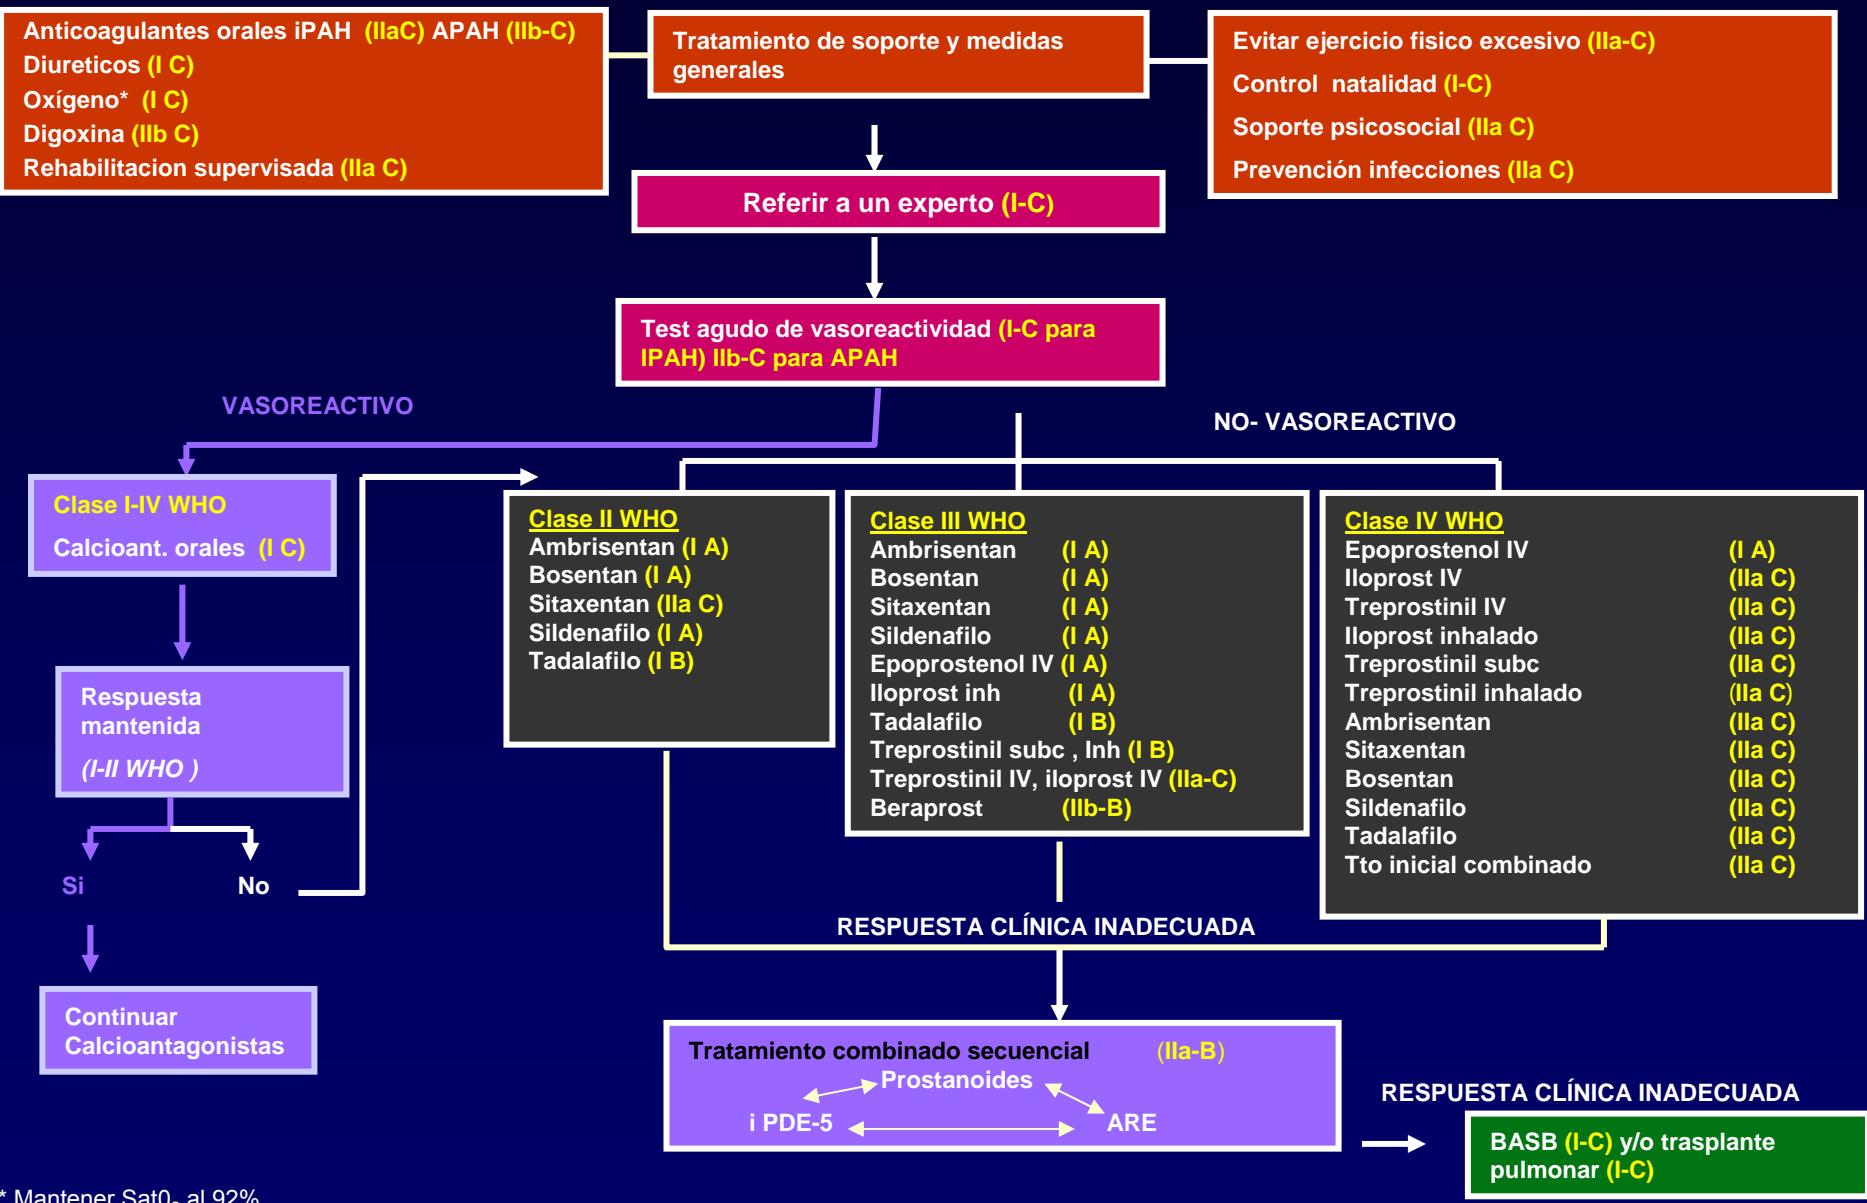 Anticoagulantes orales iPAH (IIaC) APAH (IIb-C)
Diureticos (I C)
Oxígeno* (I C)
Digoxina (IIb C)
Rehabilitacion supervisada (IIa C)
Tratamiento de soporte y medidas
generales
Evitar ejercicio fisico excesivo (IIa-C)
Control natalidad (I-C)
Soporte psicosocial (IIa C)
Prevención infecciones (IIa C)
Referir a un experto (I-C)
Test agudo de vasoreactividad (I-C para
IPAH) IIb-C para APAH
VASOREACTIVO
NO- VASOREACTIVO
Clase I-IV WHO
Calcioant. orales (I C)
Respuesta
mantenida
(I-II WHO )
Si
No
Continuar
Calcioantagonistas
Clase II WHO
Ambrisentan (I A)
Bosentan (I A)
Sitaxentan (IIa C)
Sildenafilo (I A)
Tadalafilo (I B)
Clase III WHO
Ambrisentan (I A)
Bosentan (I A)
Sitaxentan (I A)
Sildenafilo (I A)
Epoprostenol IV (I A)
Iloprost inh (I A)
Tadalafilo (I B)
Treprostinil subc , Inh (I B)
Treprostinil IV, iloprost IV (IIa-C)
Beraprost (IIb-B)
Clase IV WHO
Epoprostenol IV (I A)
Iloprost IV (IIa C)
Treprostinil IV (IIa C)
Iloprost inhalado (IIa C)
Treprostinil subc (IIa C)
Treprostinil inhalado (IIa C)
Ambrisentan (IIa C)
Sitaxentan (IIa C)
Bosentan (IIa C)
Sildenafilo (IIa C)
Tadalafilo (IIa C)
Tto inicial combinado (IIa C)
RESPUESTA CLÍNICA INADECUADA
Tratamiento combinado secuencial (IIa-B)
Prostanoides
i PDE-5 ARE
RESPUESTA CLÍNICA INADECUADA
BASB (I-C) y/o trasplante
pulmonar (I-C)
* Mantener Sat0₂ al 92%